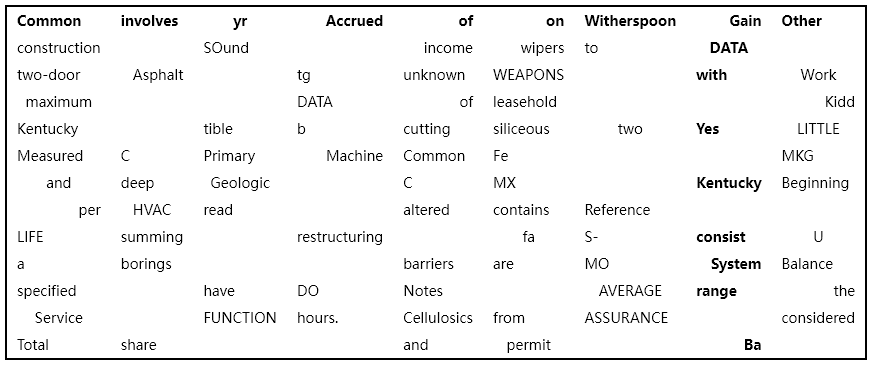 Common involves yr Accrued of on Witherspoon Gain Other
construction SOund income wipers to DATA
two-door Asphalt tg unknown WEAPONS with Work
maximum DATA of leasehold Kidd
Kentucky tible b cutting siliceous two Yes LITTLE
Measured C Primary Machine Common Fe MKG
and deep Geologic C MX Kentucky Beginning
per HVAC read altered contains Reference
LIFE summing restructuring fa S- consist U
a borings barriers are MO System Balance
specified have DO Notes AVERAGE range the
Service FUNCTION hours. Cellulosics from ASSURANCE considered
Total share and permit Ba